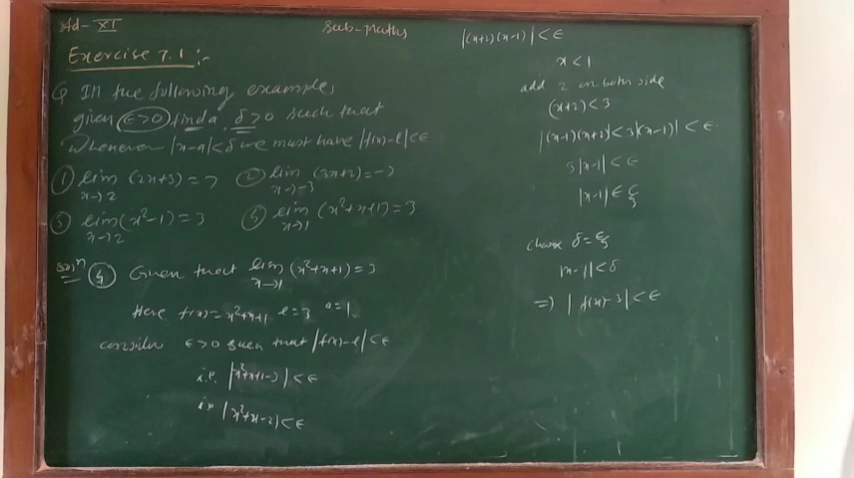 Std- XI
Sub-Maths
Exercise 7.1 :-
Q In the following examples,
given ε>0 find a δ>0 such that
Whenever |x-a|<δ we must have |f(x)-l|<ε
① lim (2x+3)=7 ② lim (3x+2)=-7
x→2 x→-3
③ lim (x²-1)=3 ④ lim (x²+x+1)=3
x→2 x→1
Solⁿ ④ Given that lim (x²+x+1)=3
x→1
Here f(x)=x²+x+1 l=3 a=1
consider ε>0 such that |f(x)-l|<ε
i.e. |x²+x+1-3|<ε
i.e |x²+x-2|<ε
|(x+2)(x-1)|<ε
x<1
add 2 on both side
(x+2)<3
|(x-1)(x+2)|<3|(x-1)|<ε
3|x-1|<ε
|x-1|∈ ε/3
choose δ=ε/3
|x-1|<δ
=> |f(x)-3|<ε